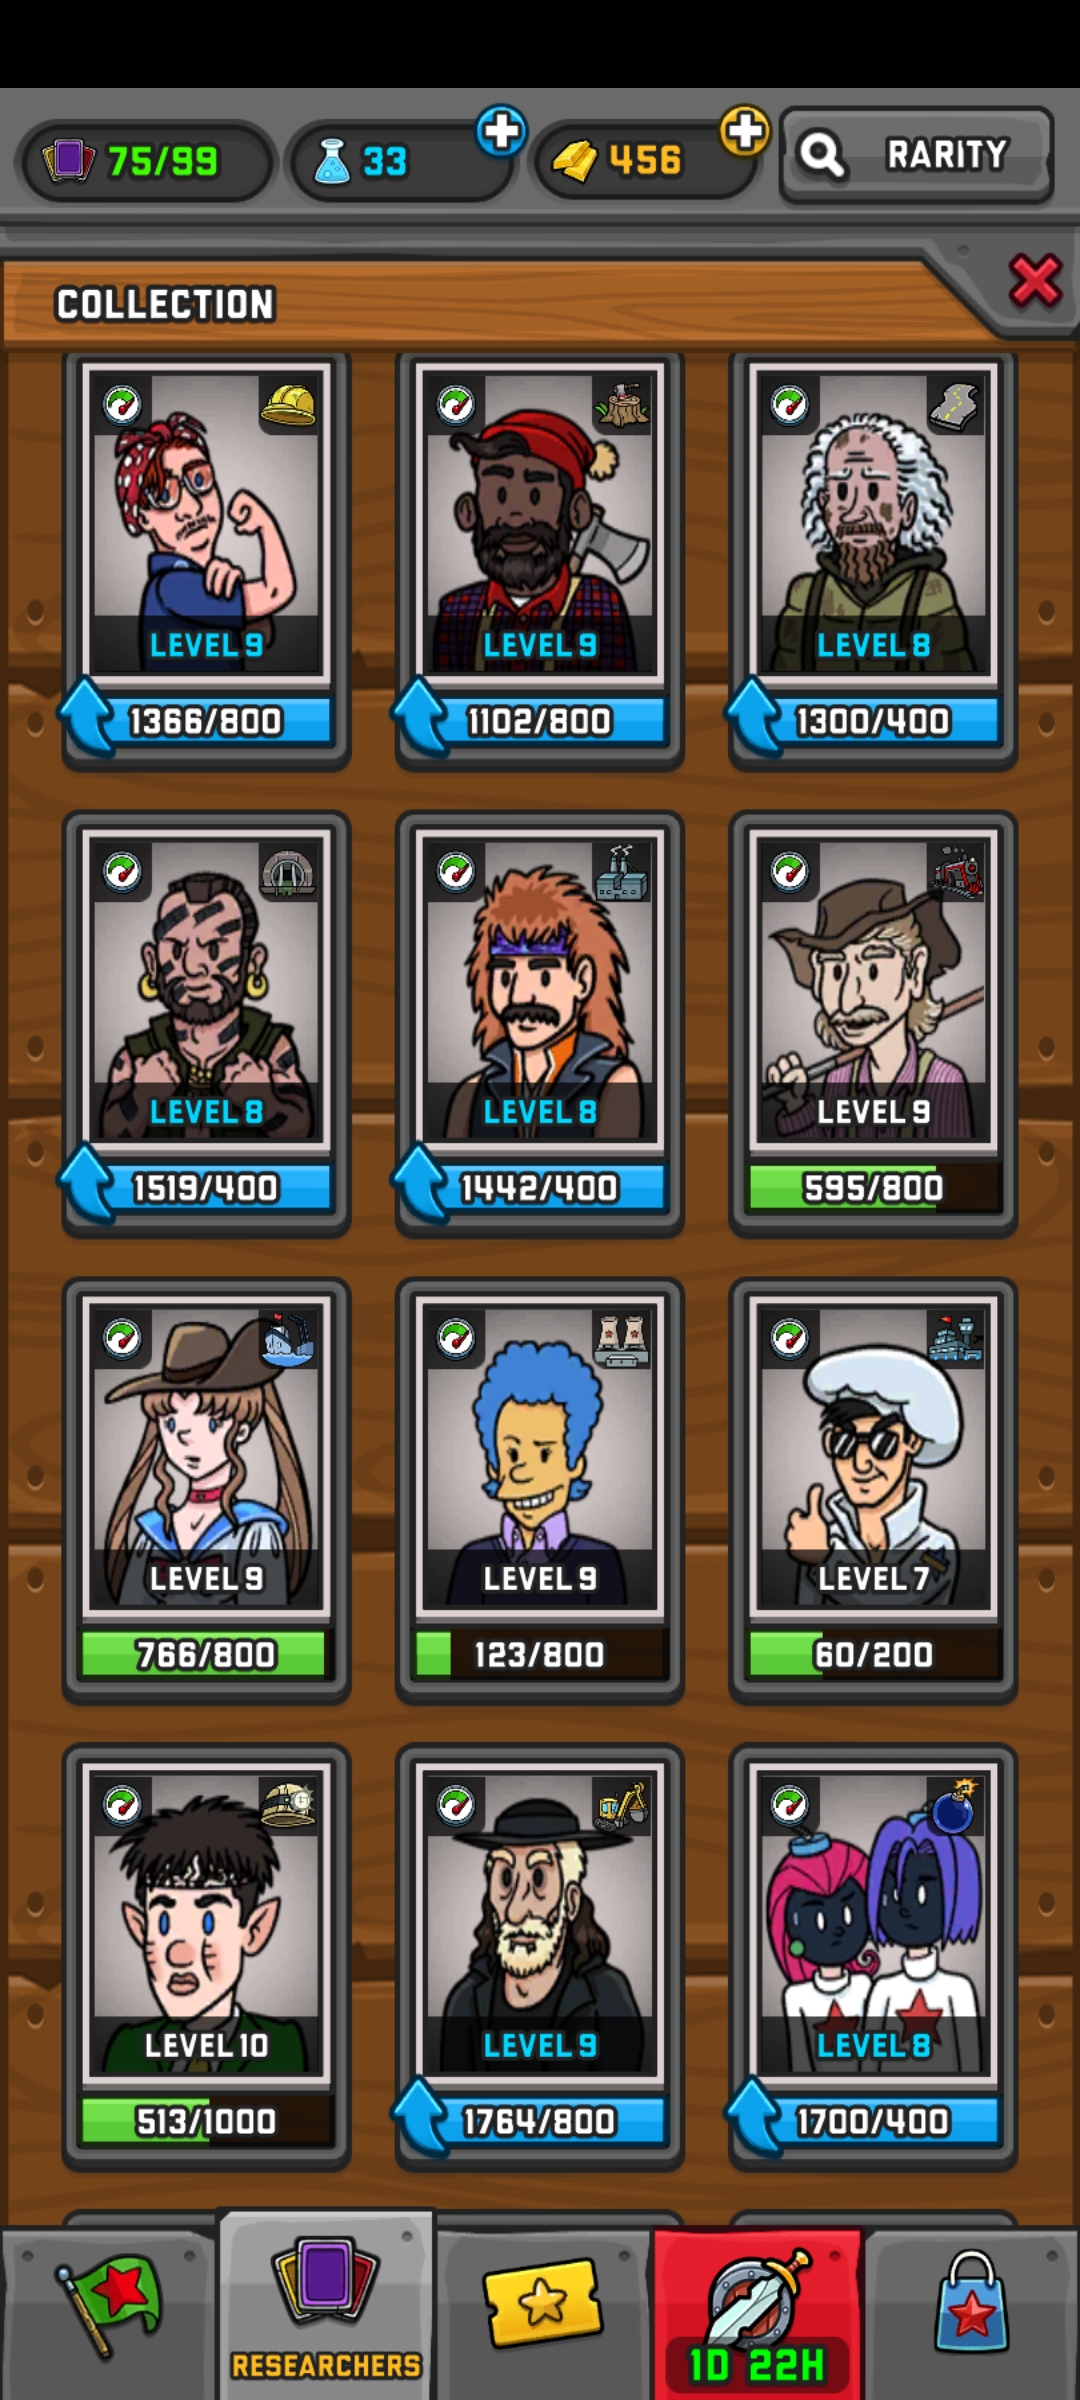 75/99 33 456 RARITY
COLLECTION
LEVEL 9 LEVEL 9 LEVEL 8
1366/800 1102/800 1300/400
LEVEL 8 LEVEL 8 LEVEL 9
1519/400 1442/400 595/800
LEVEL 9 LEVEL 9 LEVEL 7
766/800 123/800 60/200
LEVEL 10 LEVEL 9 LEVEL 8
513/1000 1764/800 1700/400
RESEARCHERS 1D 22H